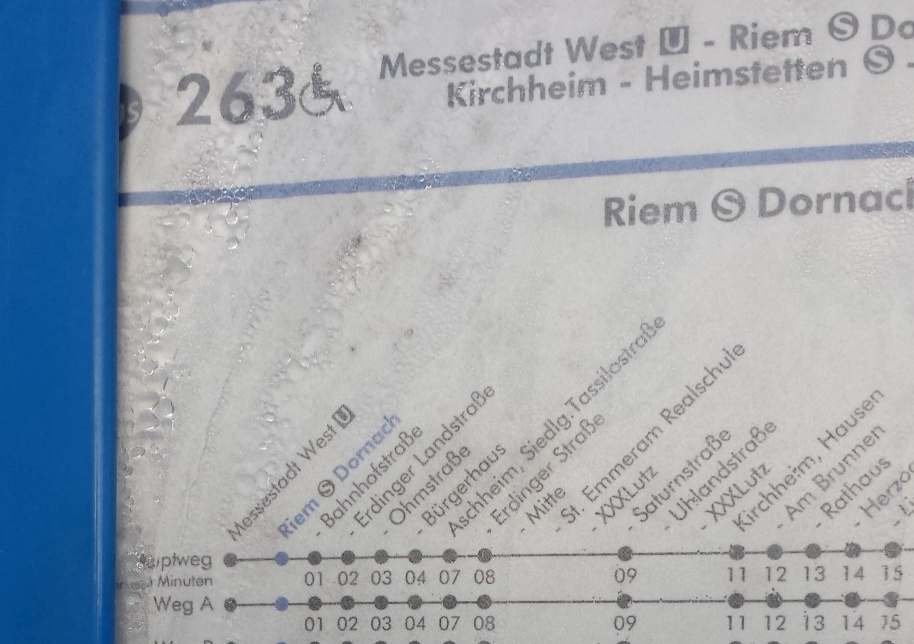 263 Messestadt West U - Riem S Do
Kirchheim - Heimstetten S -
Riem S Dornach
Messestadt West U
Riem S Dornach
- Bahnhofstraße
- Erdinger Landstraße
- Ohmstraße
- Bürgerhaus
Aschheim, Siedlg.Tassilostraße
- Erdinger Straße
- Mitte
- St. Emmeram Realschule
- XXXLutz
- Saturnstraße
- Uhlandstraße
- XXXLutz
Kirchheim, Hausen
- Am Brunnen
- Rathaus
- Herzo
ptweg
Minuten 01 02 03 04 07 08 09 11 12 13 14 15
Weg A
01 02 03 04 07 08 09 11 12 13 14 15